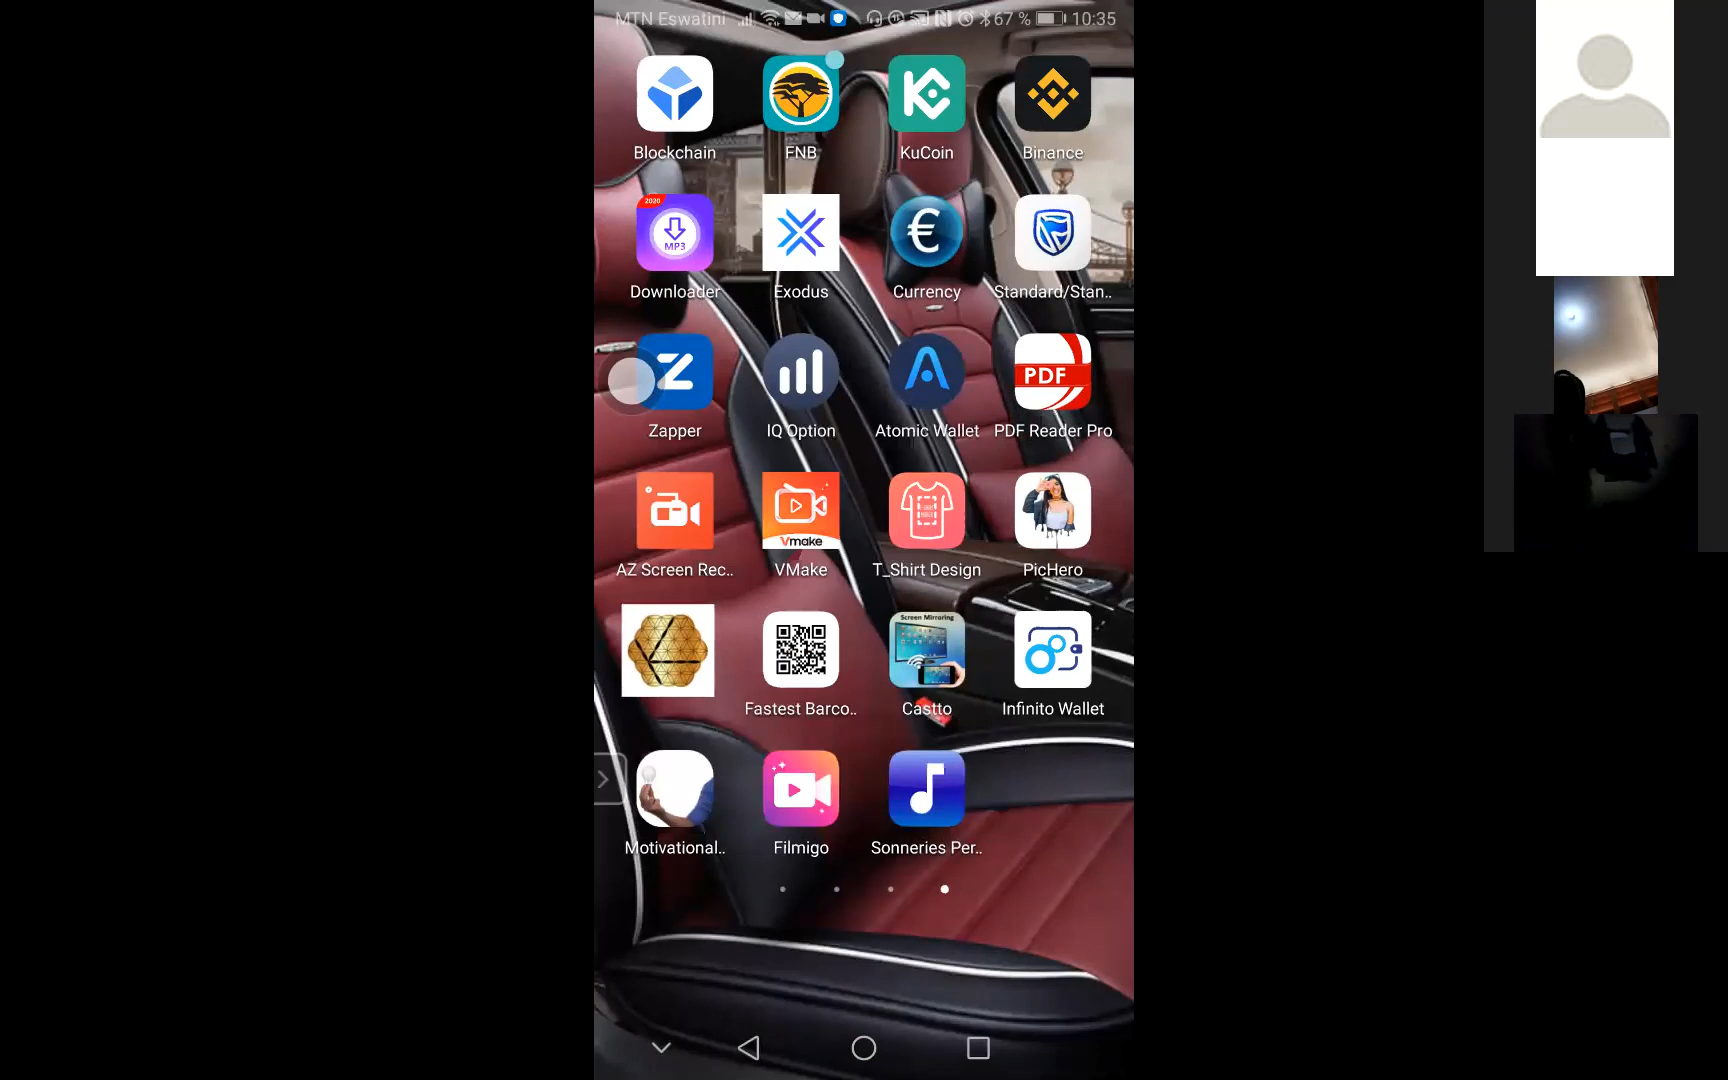 MTN Eswatini 67 % 10:35
Blockchain FNB KuCoin Binance
2020
MP3
€
Downloader Exodus Currency Standard/Stan..
Z
PDF
Zapper IQ Option Atomic Wallet PDF Reader Pro
Vmake
AZ Screen Rec.. VMake T_Shirt Design PicHero
Screen Mirroring
Fastest Barco.. Castto Infinito Wallet
Motivational.. Filmigo Sonneries Per..